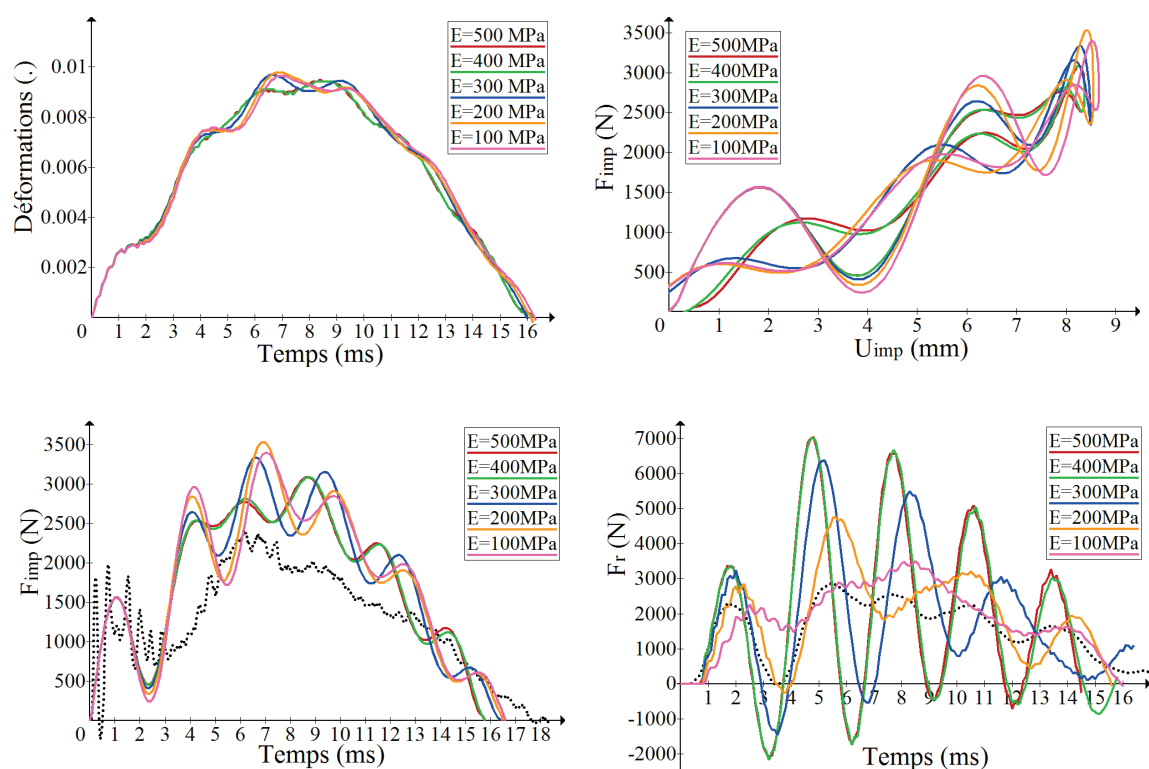 Déformations (.)
0.01
0.008
0.006
0.004
0.002
0
1 2 3 4 5 6 7 8 9 10 11 12 13 14 15 16
Temps (ms)
E=500 MPa
E=400 MPa
E=300 MPa
E=200 MPa
E=100 MPa
Fimp (N)
3500
3000
2500
2000
1500
1000
500
0
0 1 2 3 4 5 6 7 8 9
Uimp (mm)
E=500MPa
E=400MPa
E=300MPa
E=200MPa
E=100MPa
Fimp (N)
3500
3000
2500
2000
1500
1000
500
0 1 2 3 4 5 6 7 8 9 10 11 12 13 14 15 16 17 18
Temps (ms)
E=500MPa
E=400MPa
E=300MPa
E=200MPa
E=100MPa
Fr (N)
7000
6000
5000
4000
3000
2000
1000
0
-1000
-2000
1 2 3 4 5 6 7 8 9 10 11 12 13 14 15 16
Temps (ms)
E=500MPa
E=400MPa
E=300MPa
E=200MPa
E=100MPa